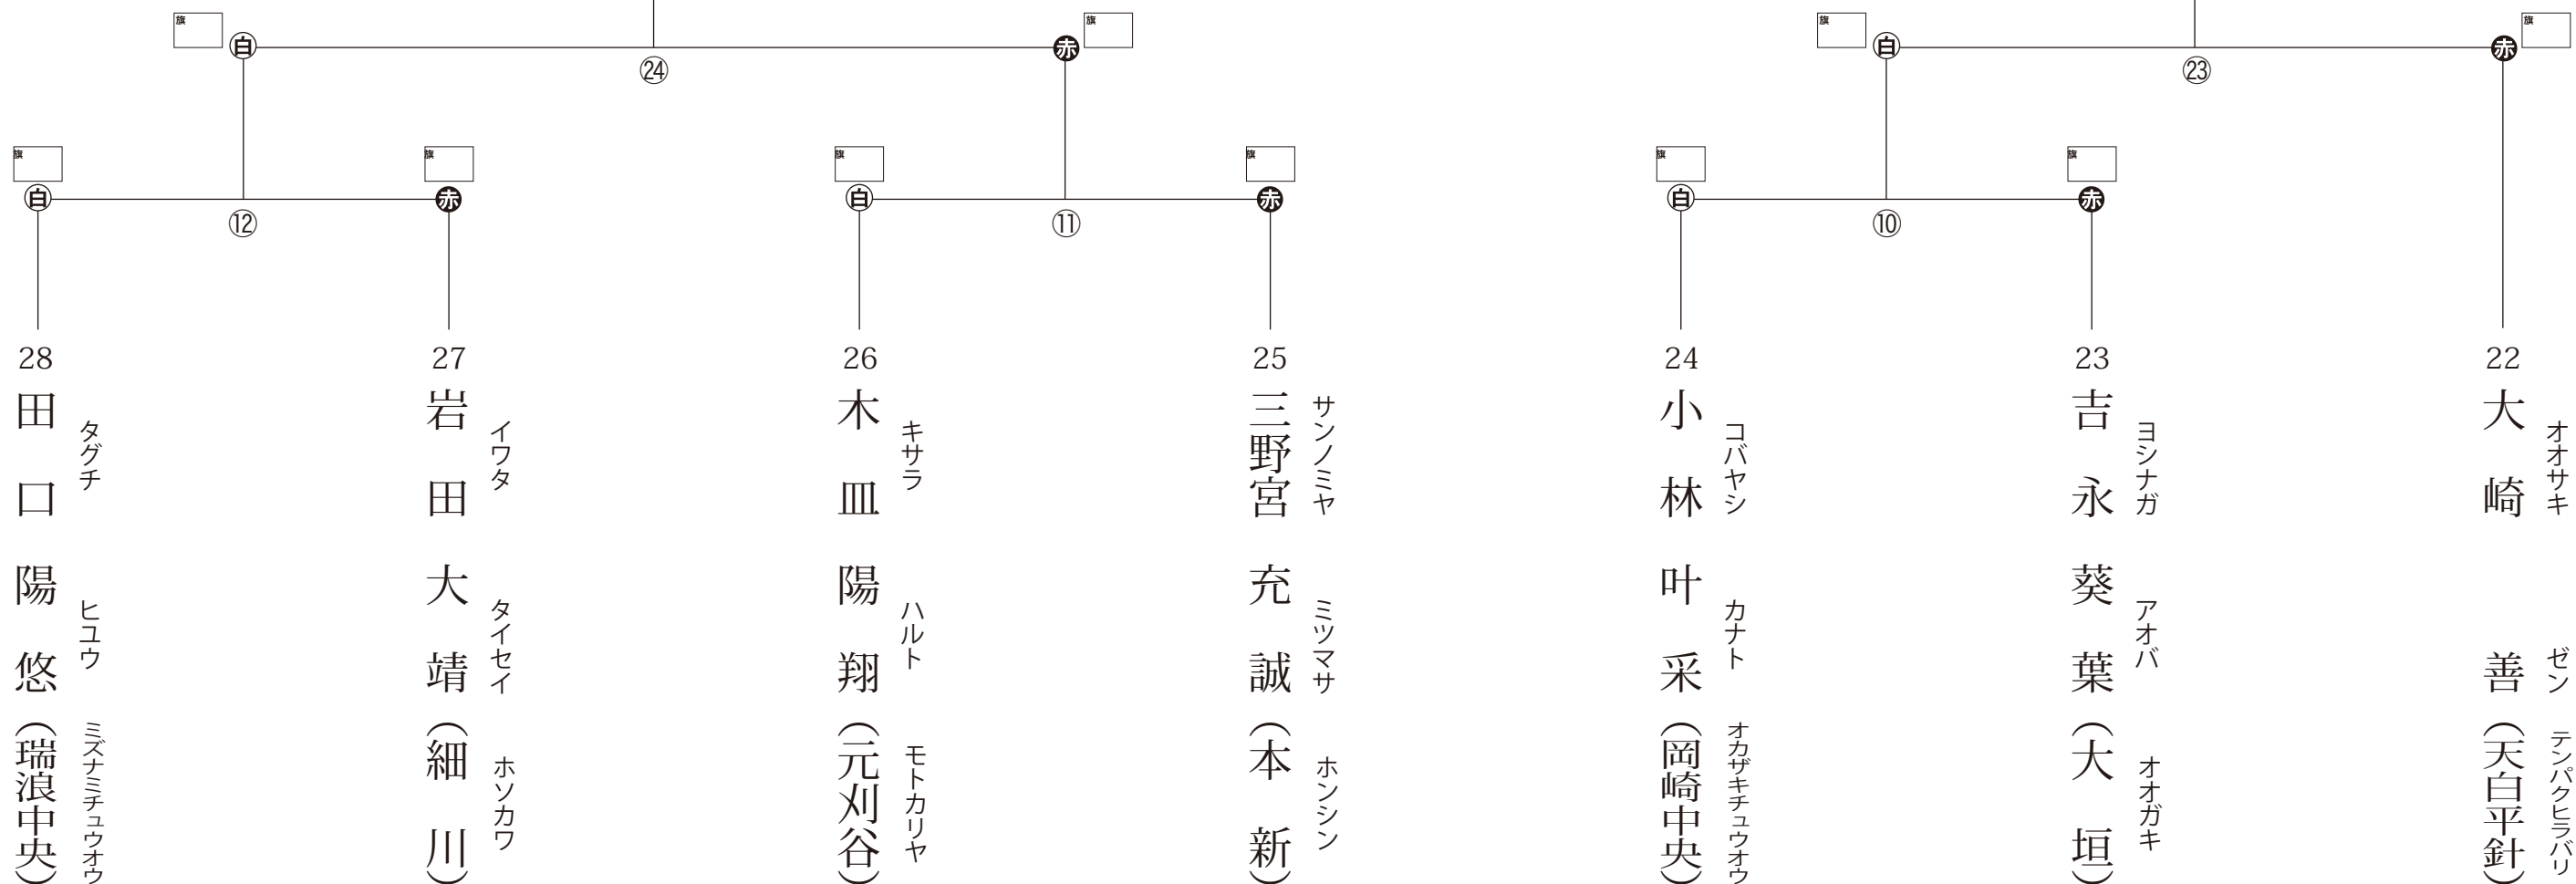 旗
白
赤
旗
㉔
旗
白
赤
旗
㉓
旗
白
旗
赤
⑫
旗
白
旗
赤
⑪
旗
白
旗
赤
⑩
22
大崎 善(天白平針)
オオサキ ゼン テンパクヒラバリ
23
吉永葵葉(大垣)
ヨシナガ アオバ オオガキ
24
小林叶采(岡崎中央)
コバヤシ カナト オカザキチュウオウ
25
三野宮充誠(本新)
サンノミヤ ミツマサ ホンシン
26
木皿陽翔(元刈谷)
キサラ ハルト モトカリヤ
27
岩田大靖(細川)
イワタ タイセイ ホソカワ
28
田口陽悠(瑞浪中央)
タグチ ヒユウ ミズナミチュウオウ